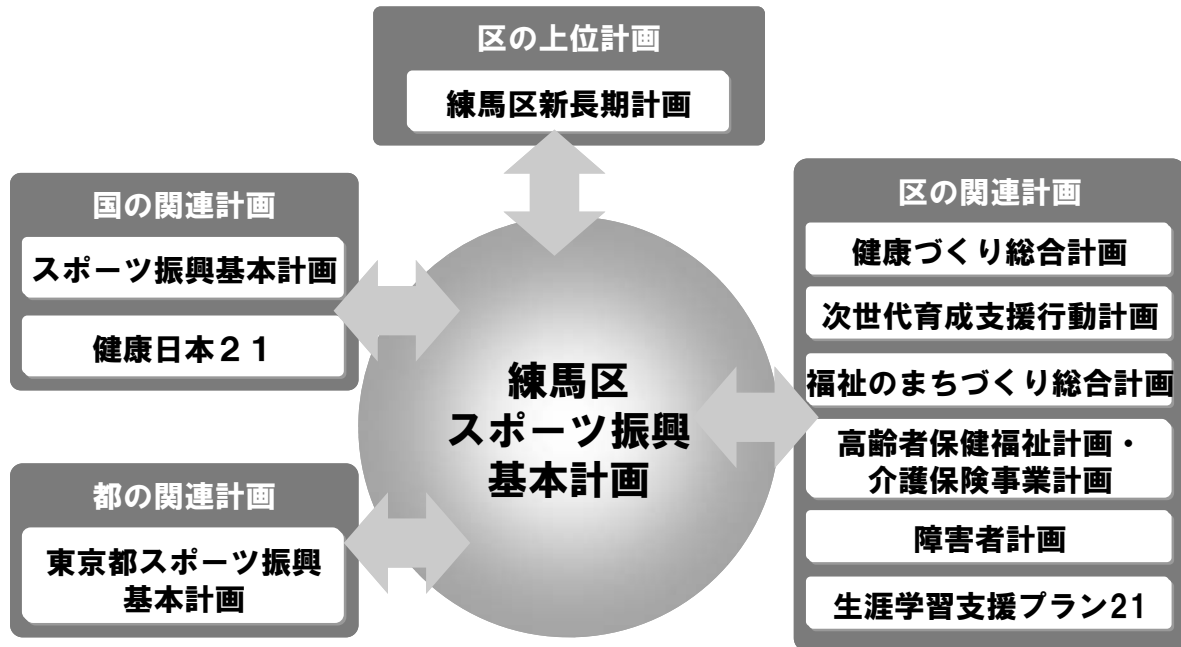 区の上位計画
練馬区新長期計画
国の関連計画
スポーツ振興基本計画
健康日本２１
都の関連計画
東京都スポーツ振興
基本計画
練馬区
スポーツ振興
基本計画
区の関連計画
健康づくり総合計画
次世代育成支援行動計画
福祉のまちづくり総合計画
高齢者保健福祉計画・
介護保険事業計画
障害者計画
生涯学習支援プラン21